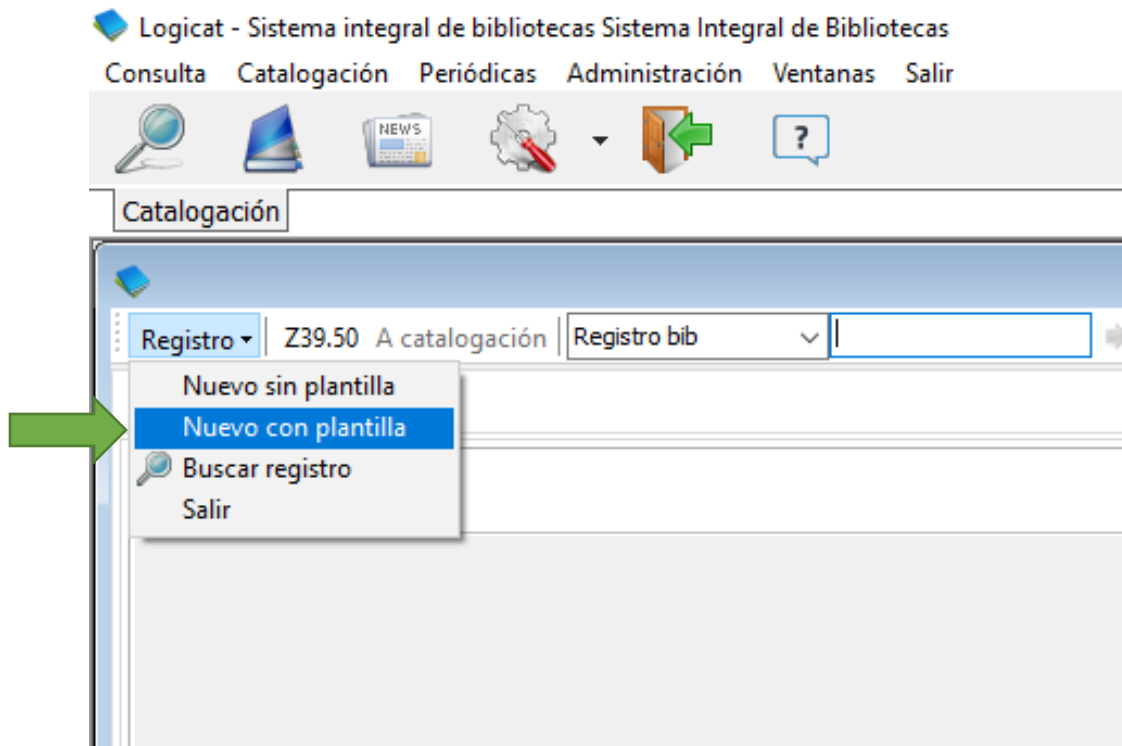 Logicat - Sistema integral de bibliotecas Sistema Integral de Bibliotecas
Consulta Catalogación Periódicas Administración Ventanas Salir
NEWS ?
Catalogación
Registro Z39.50 A catalogación Registro bib
Nuevo sin plantilla
Nuevo con plantilla
Buscar registro
Salir